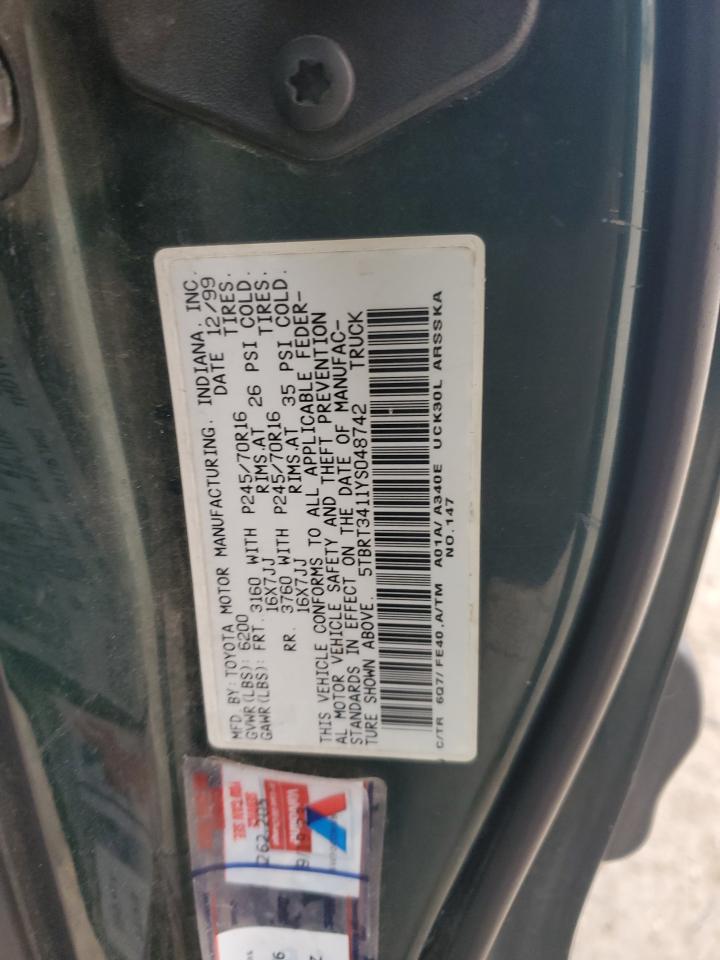 MFD. BY: TOYOTA MOTOR MANUFACTURING. INDIANA, INC.
GVWR(LBS): 6200 DATE 12/99
GAWR(LBS): FRT. 3160 WITH P245/70R16 TIRES.
16X7JJ RIMS.AT 26 PSI COLD.
RR. 3760 WITH P245/70R16 TIRES.
16X7JJ RIMS.AT 35 PSI COLD.
THIS VEHICLE CONFORMS TO ALL APPLICABLE FEDER-
AL MOTOR VEHICLE SAFETY AND THEFT PREVENTION
STANDARDS IN EFFECT ON THE DATE OF MANUFAC-
TURE SHOWN ABOVE. 5TBRT3411YS048742 TRUCK
C/TR 6Q7/ FE40,A/TM A01A/A340E UCK30L ARSSKA
NO.147